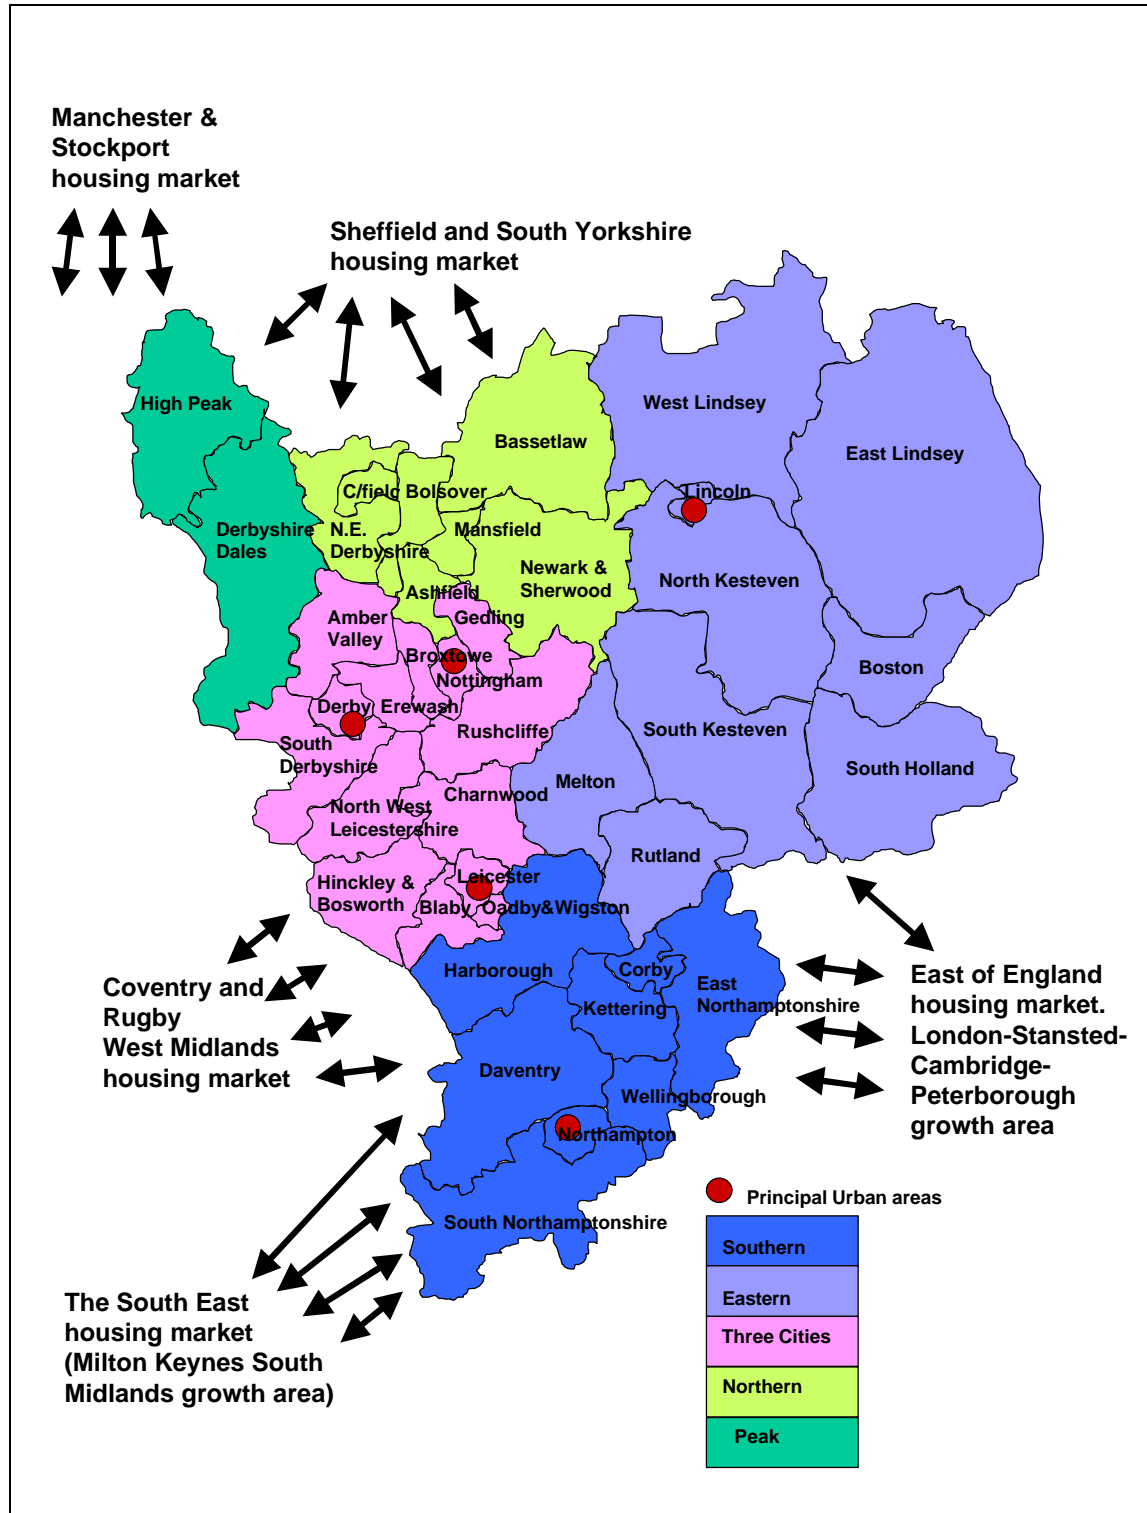 Manchester &
Stockport
housing market
Sheffield and South Yorkshire
housing market
High Peak
West Lindsey
Bassetlaw
East Lindsey
C/field
Bolsover
Lincoln
Derbyshire
Dales
N.E.
Derbyshire
Mansfield
Newark &
Sherwood
North Kesteven
Ashfield
Amber
Valley
Gedling
Broxtowe
Nottingham
Boston
Derby
Erewash
Rushcliffe
South Kesteven
South
Derbyshire
South Holland
Melton
Charnwood
North West
Leicestershire
Rutland
Hinckley &
Bosworth
Leicester
Blaby
Oadby&Wigston
Harborough
Corby
East
Northamptonshire
Kettering
Coventry and
Rugby
West Midlands
housing market
East of England
housing market.
London-Stansted-
Cambridge-
Peterborough
growth area
Daventry
Wellingborough
Northampton
South Northamptonshire
The South East
housing market
(Milton Keynes South
Midlands growth area)
Principal Urban areas
Southern
Eastern
Three Cities
Northern
Peak